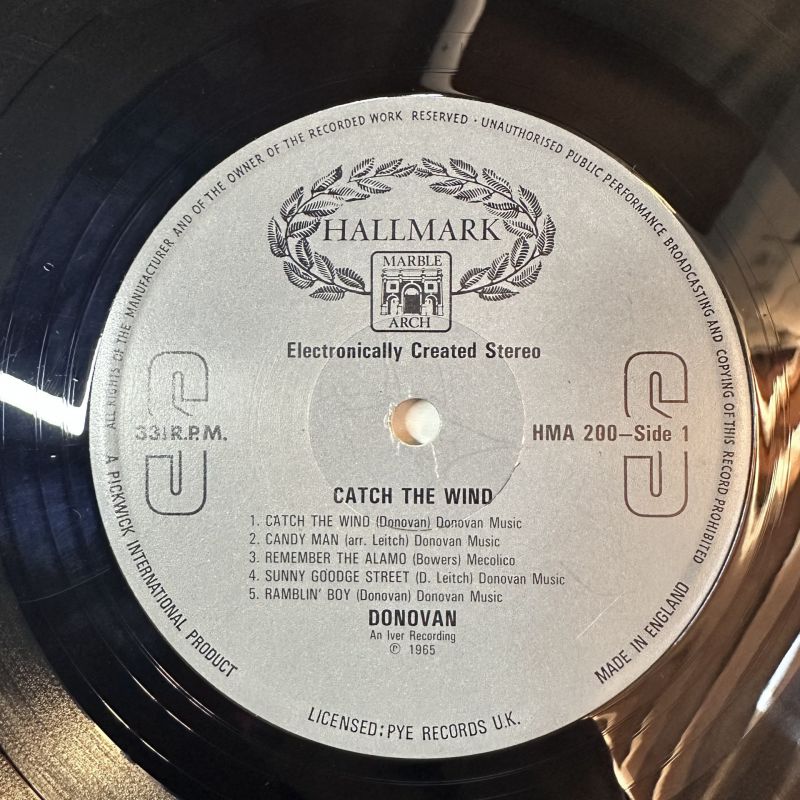 ALL RIGHTS OF THE MANUFACTURER AND OF THE OWNER OF THE RECORDED WORK RESERVED · UNAUTHORISED PUBLIC PERFORMANCE BROADCASTING AND COPYING OF THIS RECORD PROHIBITED
HALLMARK
MARBLE
ARCH
Electronically Created Stereo
S S
33⅓ R.P.M.
HMA 200–Side 1
CATCH THE WIND
1. CATCH THE WIND (Donovan) Donovan Music
2. CANDY MAN (arr. Leitch) Donovan Music
3. REMEMBER THE ALAMO (Bowers) Mecolico
4. SUNNY GOODGE STREET (D. Leitch) Donovan Music
5. RAMBLIN' BOY (Donovan) Donovan Music
DONOVAN
An Iver Recording
℗ 1965
A PICKWICK INTERNATIONAL PRODUCT
LICENSED: PYE RECORDS U.K.
MADE IN ENGLAND